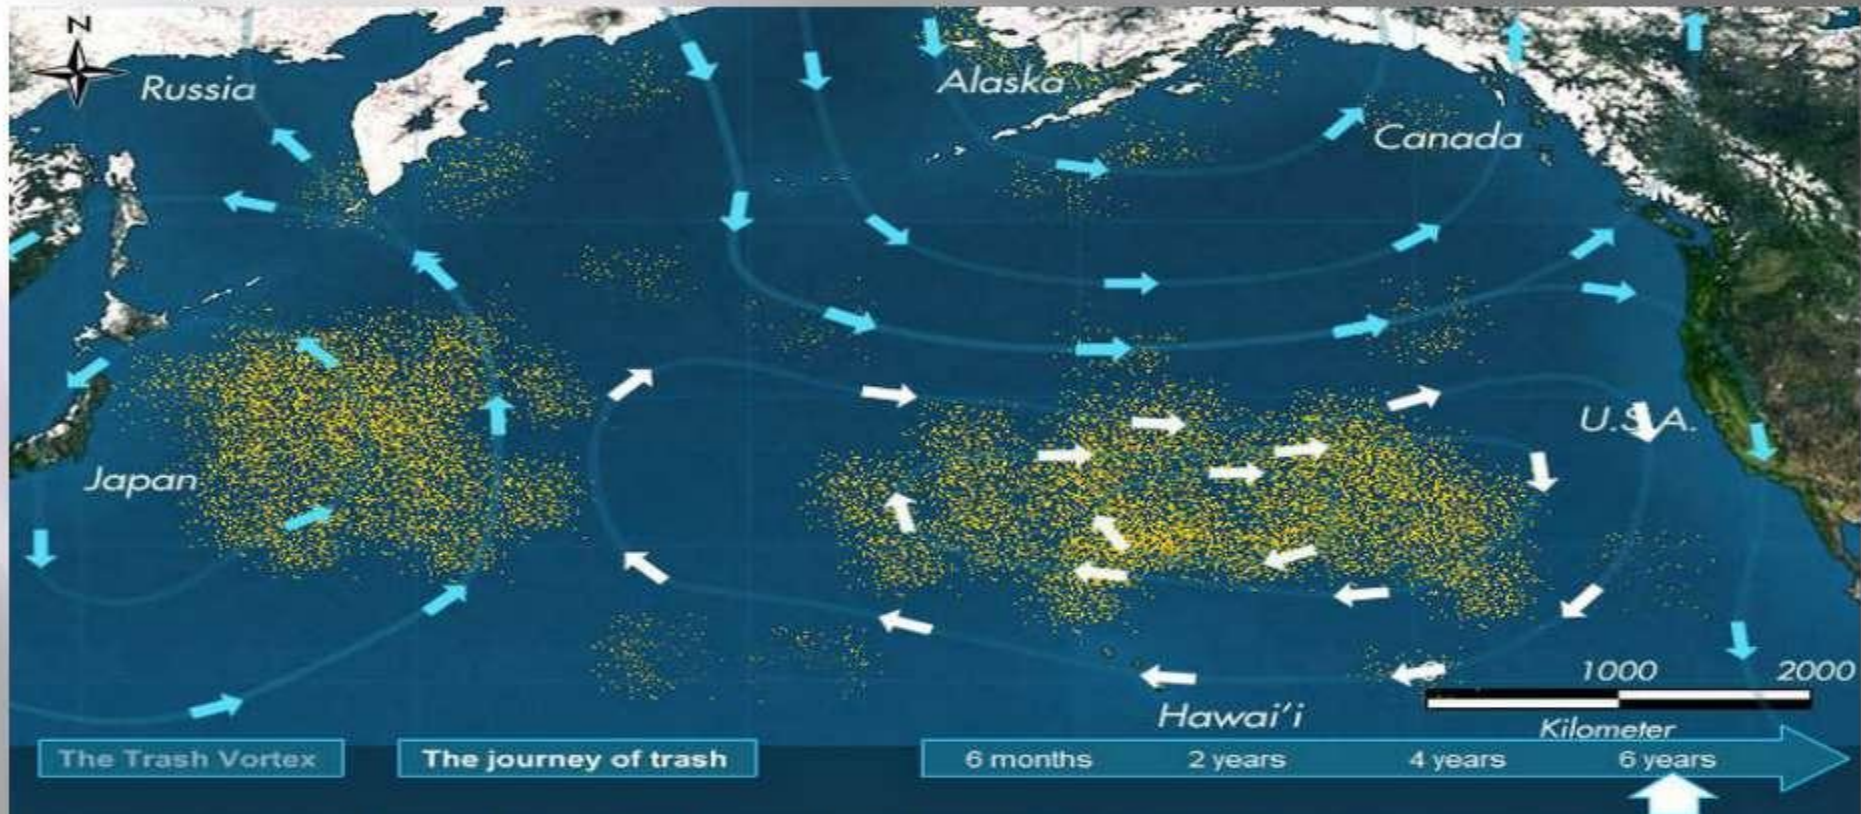 N
Russia
Alaska
Canada
U.S.A.
Japan
1000 2000
Hawai'i
Kilometer
The Trash Vortex
The journey of trash
6 months 2 years 4 years 6 years